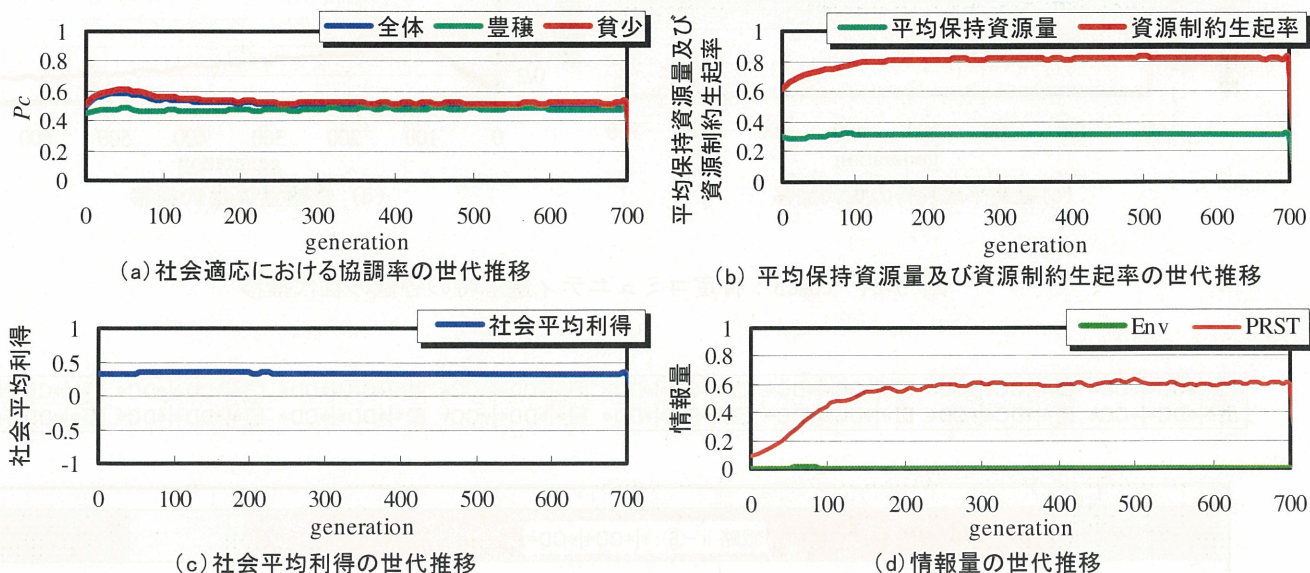 全体 豊穣 貧少
Pc
1
0.8
0.6
0.4
0.2
0
0 100 200 300 400 500 600 700
generation
(a)社会適応における協調率の世代推移
平均保持資源量 資源制約生起率
平均保持資源量及び
資源制約生起率
1
0.8
0.6
0.4
0.2
0
0 100 200 300 400 500 600 700
generation
(b) 平均保持資源量及び資源制約生起率の世代推移
社会平均利得
社会平均利得
1
0.5
0
-0.5
-1
0 100 200 300 400 500 600 700
generation
(c)社会平均利得の世代推移
Env PRST
情報量
1
0.8
0.6
0.4
0.2
0
0 100 200 300 400 500 600 700
generation
(d)情報量の世代推移